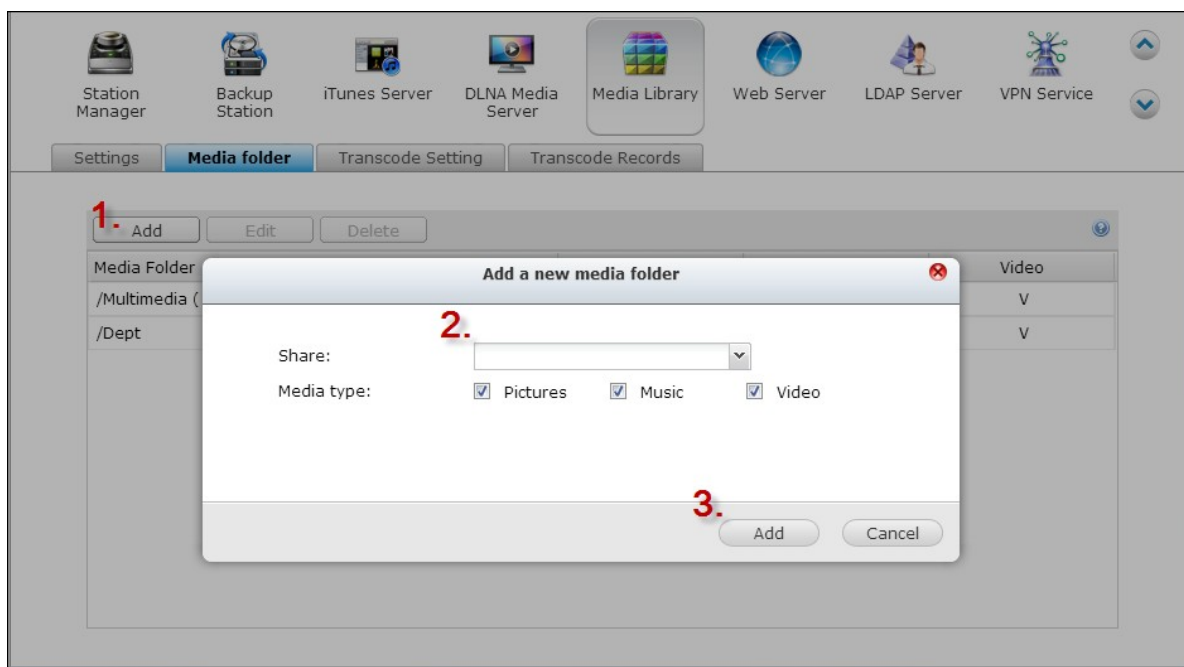 Station Manager
Backup Station
iTunes Server
DLNA Media Server
Media Library
Web Server
LDAP Server
VPN Service
Settings
Media folder
Transcode Setting
Transcode Records
1.
Add
Edit
Delete
Media Folder
Video
/Multimedia (
V
/Dept
V
Add a new media folder
2.
Share:
Media type:
Pictures
Music
Video
3.
Add
Cancel